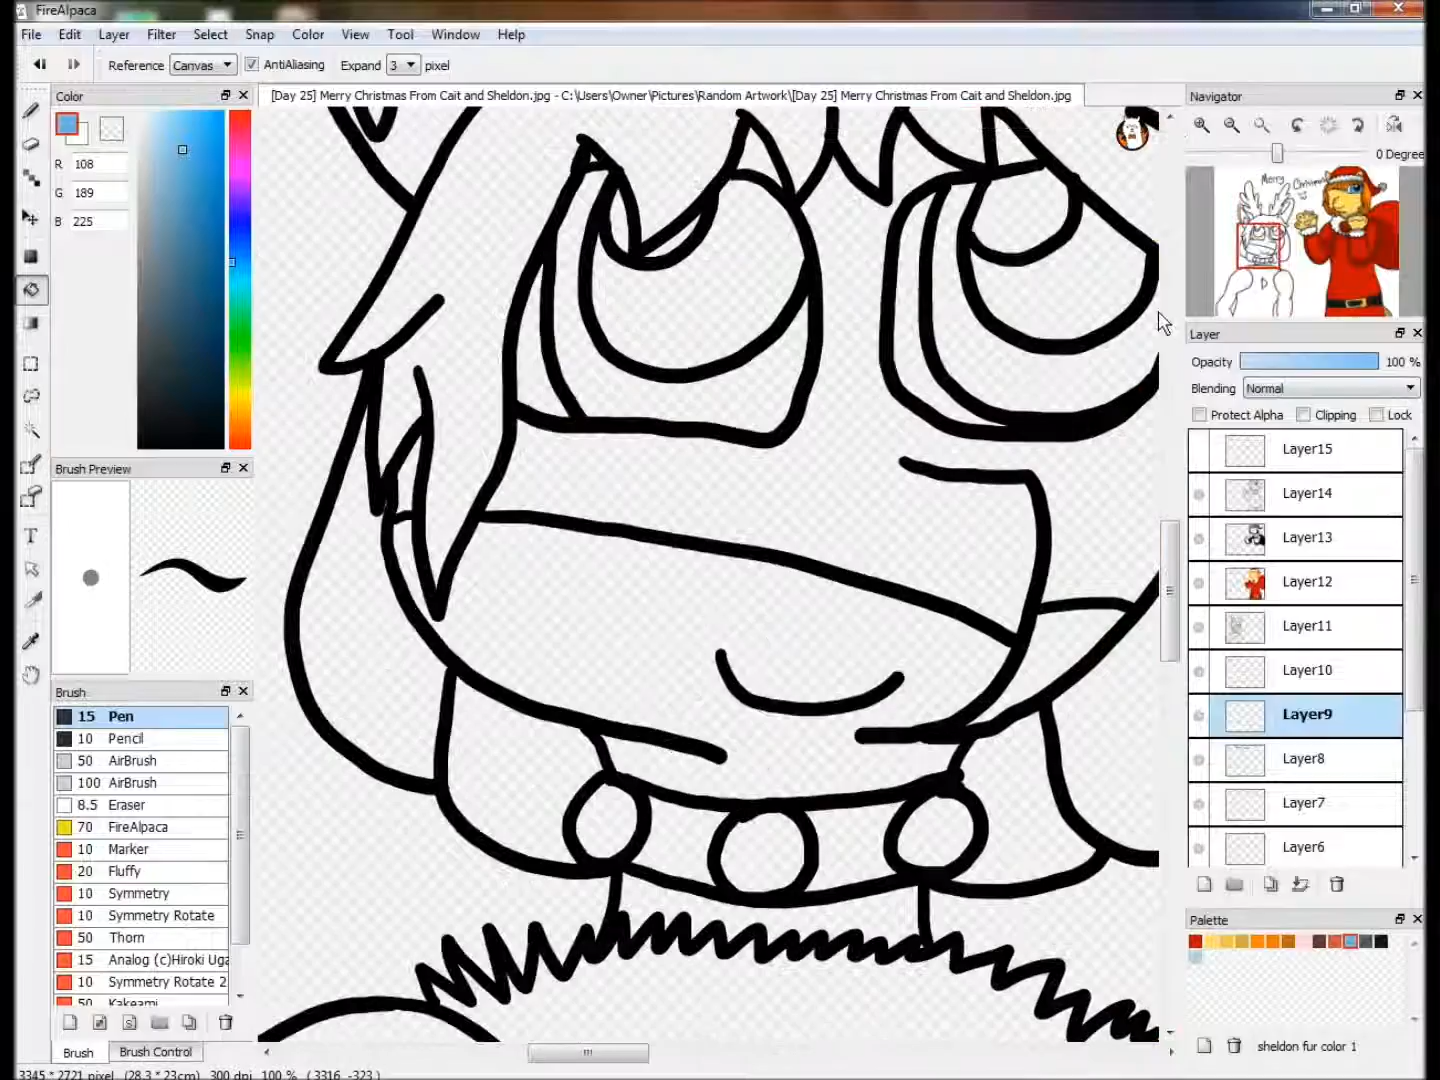 FireAlpaca
File Edit Layer Filter Select Snap Color View Tool Window Help
Reference Canvas AntiAliasing Expand 3 pixel
Color
R 108
G 189
B 225
Brush Preview
Brush
15 Pen
10 Pencil
50 AirBrush
100 AirBrush
8.5 Eraser
70 FireAlpaca
10 Marker
20 Fluffy
10 Symmetry
10 Symmetry Rotate
50 Thorn
15 Analog (c)Hiroki Uga
10 Symmetry Rotate 2
50 Kakeami
Brush Brush Control
[Day 25] Merry Christmas From Cait and Sheldon.jpg - C:\Users\Owner\Pictures\Random Artwork\[Day 25] Merry Christmas From Cait and Sheldon.jpg
Navigator
0 Degree
Merry Christmas
Layer
Opacity 100 %
Blending Normal
Protect Alpha Clipping Lock
Layer15
Layer14
Layer13
Layer12
Layer11
Layer10
Layer9
Layer8
Layer7
Layer6
Palette
sheldon fur color 1
3345 * 2721 pixel (28.3 * 23cm) 300 dpi 100 % ( 3316, -323 )